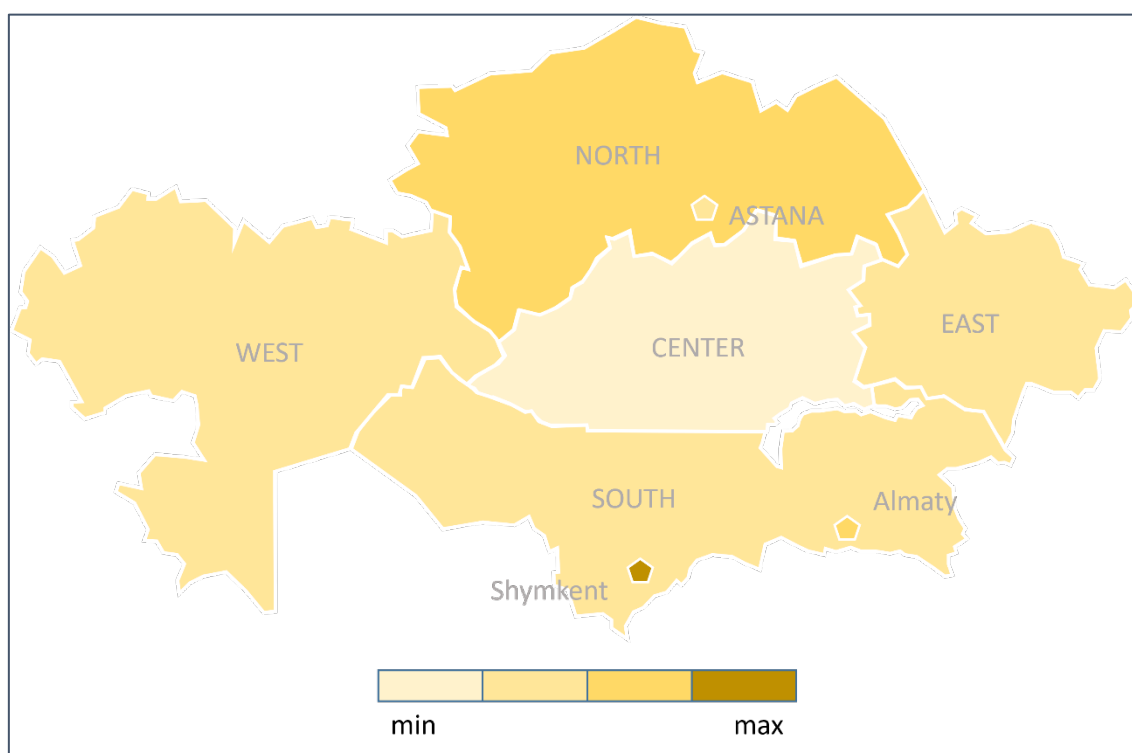 NORTH
ASTANA
EAST
WEST
CENTER
SOUTH
Almaty
Shymkent
min max